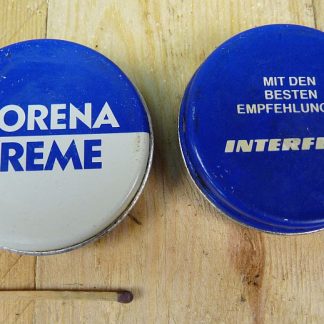 ORENA
REME
MIT DEN
BESTEN
EMPFEHLUNG
INTERF